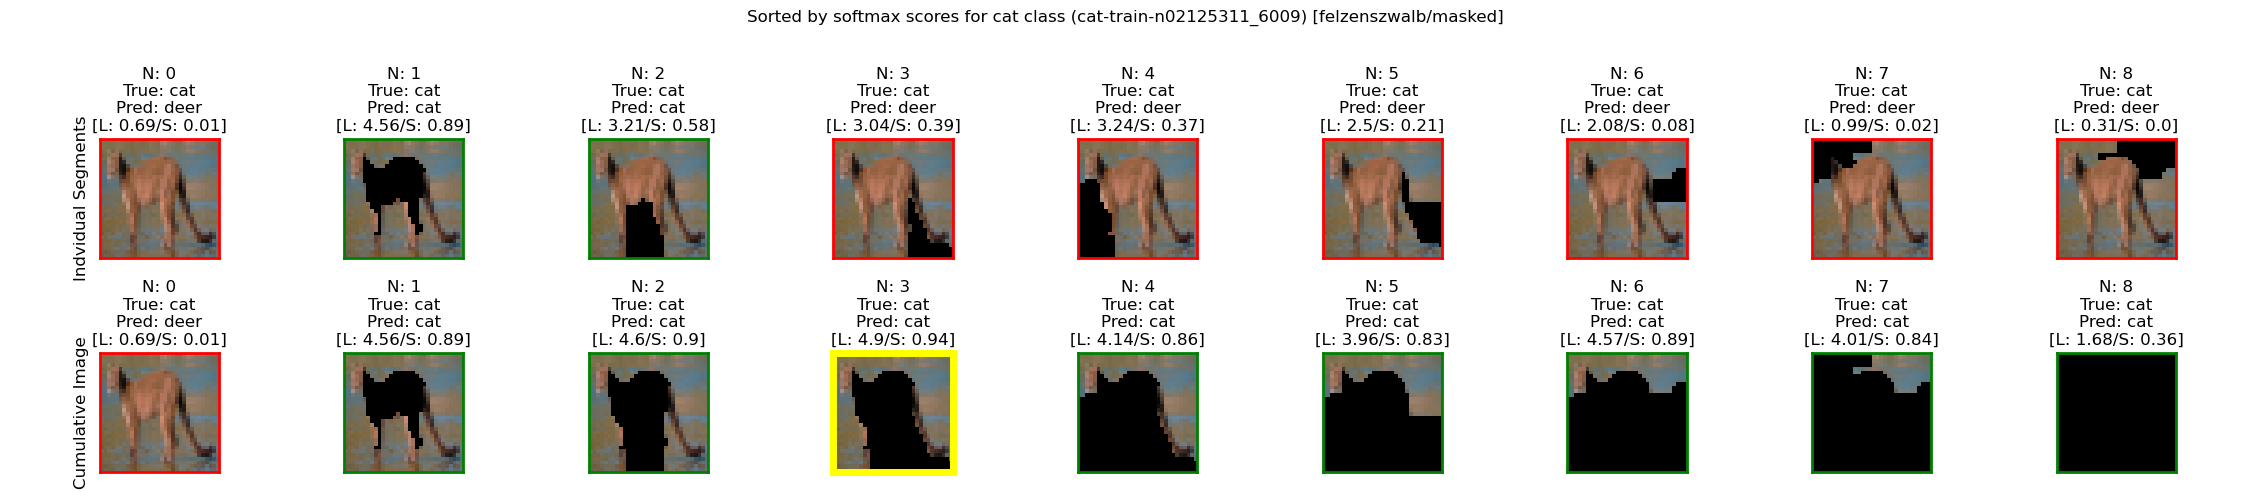 Sorted by softmax scores for cat class (cat-train-n02125311_6009) [felzenszwalb/masked]
Indvidual Segments
N: 0
True: cat
Pred: deer
[L: 0.69/S: 0.01]
N: 1
True: cat
Pred: cat
[L: 4.56/S: 0.89]
N: 2
True: cat
Pred: cat
[L: 3.21/S: 0.58]
N: 3
True: cat
Pred: deer
[L: 3.04/S: 0.39]
N: 4
True: cat
Pred: deer
[L: 3.24/S: 0.37]
N: 5
True: cat
Pred: deer
[L: 2.5/S: 0.21]
N: 6
True: cat
Pred: deer
[L: 2.08/S: 0.08]
N: 7
True: cat
Pred: deer
[L: 0.99/S: 0.02]
N: 8
True: cat
Pred: deer
[L: 0.31/S: 0.0]
Cumulative Image
N: 0
True: cat
Pred: deer
[L: 0.69/S: 0.01]
N: 1
True: cat
Pred: cat
[L: 4.56/S: 0.89]
N: 2
True: cat
Pred: cat
[L: 4.6/S: 0.9]
N: 3
True: cat
Pred: cat
[L: 4.9/S: 0.94]
N: 4
True: cat
Pred: cat
[L: 4.14/S: 0.86]
N: 5
True: cat
Pred: cat
[L: 3.96/S: 0.83]
N: 6
True: cat
Pred: cat
[L: 4.57/S: 0.89]
N: 7
True: cat
Pred: cat
[L: 4.01/S: 0.84]
N: 8
True: cat
Pred: cat
[L: 1.68/S: 0.36]